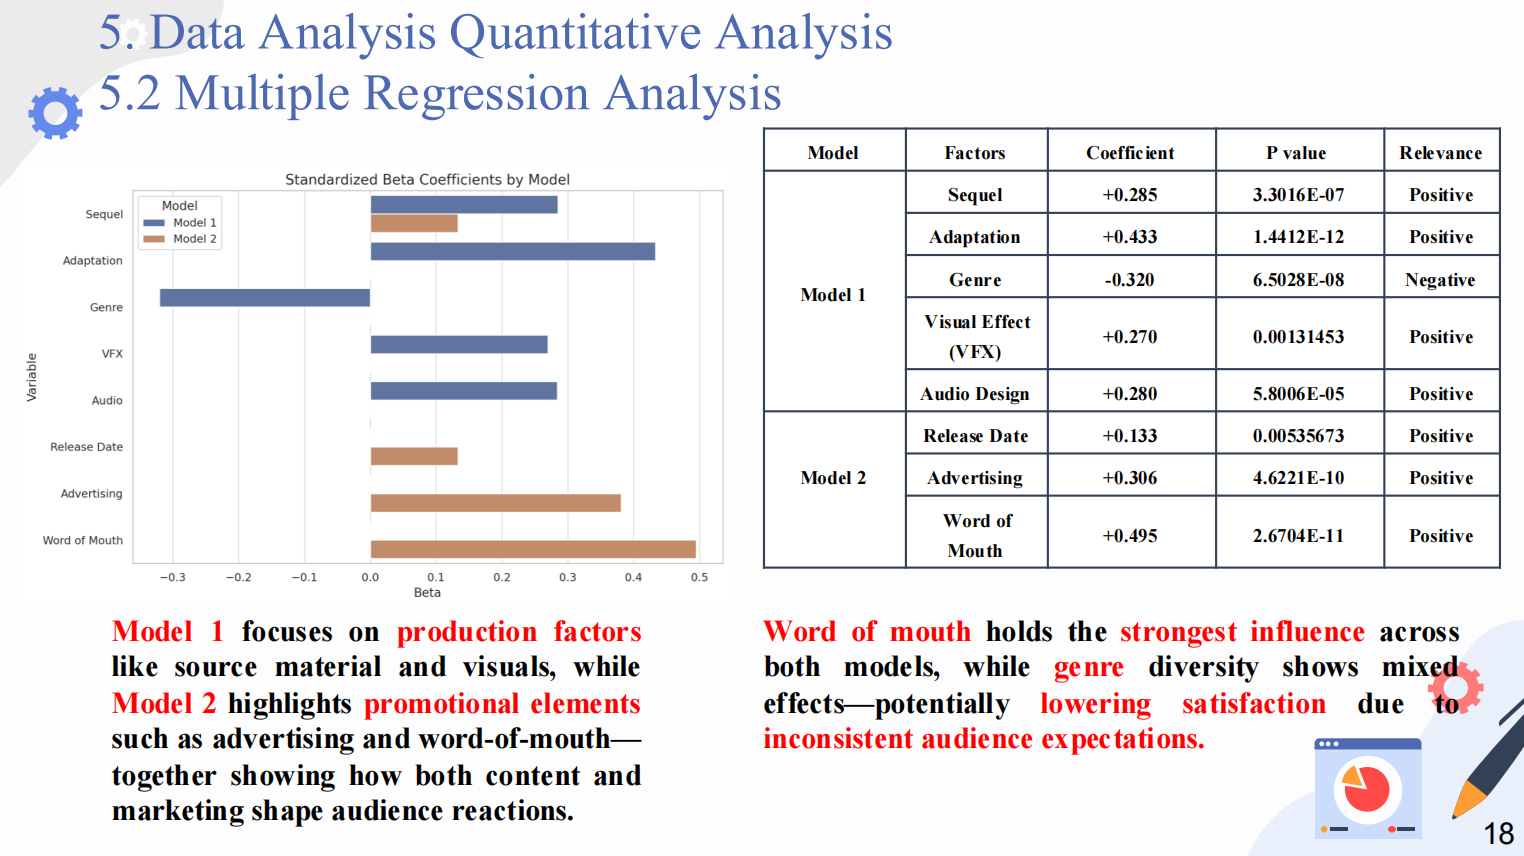 5. Data Analysis Quantitative Analysis
5.2 Multiple Regression Analysis
Standardized Beta Coefficients by Model
Model
Model 1
Model 2
Variable
Sequel
Adaptation
Genre
VFX
Audio
Release Date
Advertising
Word of Mouth
−0.3 −0.2 −0.1 0.0 0.1 0.2 0.3 0.4 0.5
Beta
Model Factors Coefficient P value Relevance
Model 1
Sequel +0.285 3.3016E-07 Positive
Adaptation +0.433 1.4412E-12 Positive
Genre -0.320 6.5028E-08 Negative
Visual Effect
(VFX) +0.270 0.00131453 Positive
Audio Design +0.280 5.8006E-05 Positive
Model 2
Release Date +0.133 0.00535673 Positive
Advertising +0.306 4.6221E-10 Positive
Word of
Mouth +0.495 2.6704E-11 Positive
Model 1 focuses on production factors
like source material and visuals, while
Model 2 highlights promotional elements
such as advertising and word-of-mouth—
together showing how both content and
marketing shape audience reactions.
Word of mouth holds the strongest influence across
both models, while genre diversity shows mixed
effects—potentially lowering satisfaction due to
inconsistent audience expectations.
18